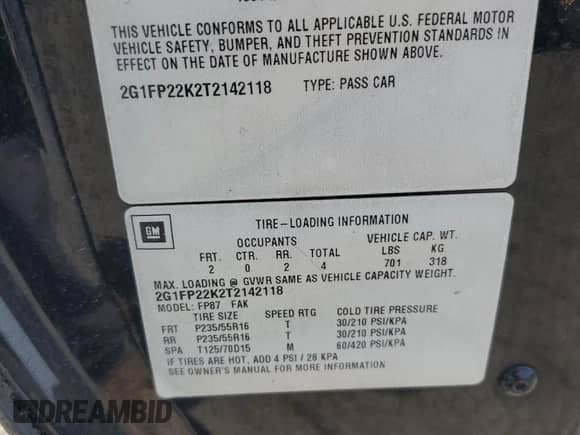 THIS VEHICLE CONFORMS TO ALL APPLICABLE U.S. FEDERAL MOTOR
VEHICLE SAFETY, BUMPER, AND THEFT PREVENTION STANDARDS IN
EFFECT ON THE DATE OF MANUFACTURE SHOWN ABOVE.
2G1FP22K2T2142118 TYPE: PASS CAR
GM TIRE-LOADING INFORMATION
OCCUPANTS VEHICLE CAP. WT.
FRT. CTR. RR. TOTAL LBS KG
2 0 2 4 701 318
MAX. LOADING @ GVWR SAME AS VEHICLE CAPACITY WEIGHT.
2G1FP22K2T2142118
MODEL: FP87 FAK
TIRE SIZE SPEED RTG COLD TIRE PRESSURE
FRT P235/55R16 T 30/210 PSI/KPA
RR P235/55R16 T 30/210 PSI/KPA
SPA T125/70D15 M 60/420 PSI/KPA
IF TIRES ARE HOT, ADD 4 PSI / 28 KPA
SEE OWNER'S MANUAL FOR MORE INFORMATION
DREAMBID